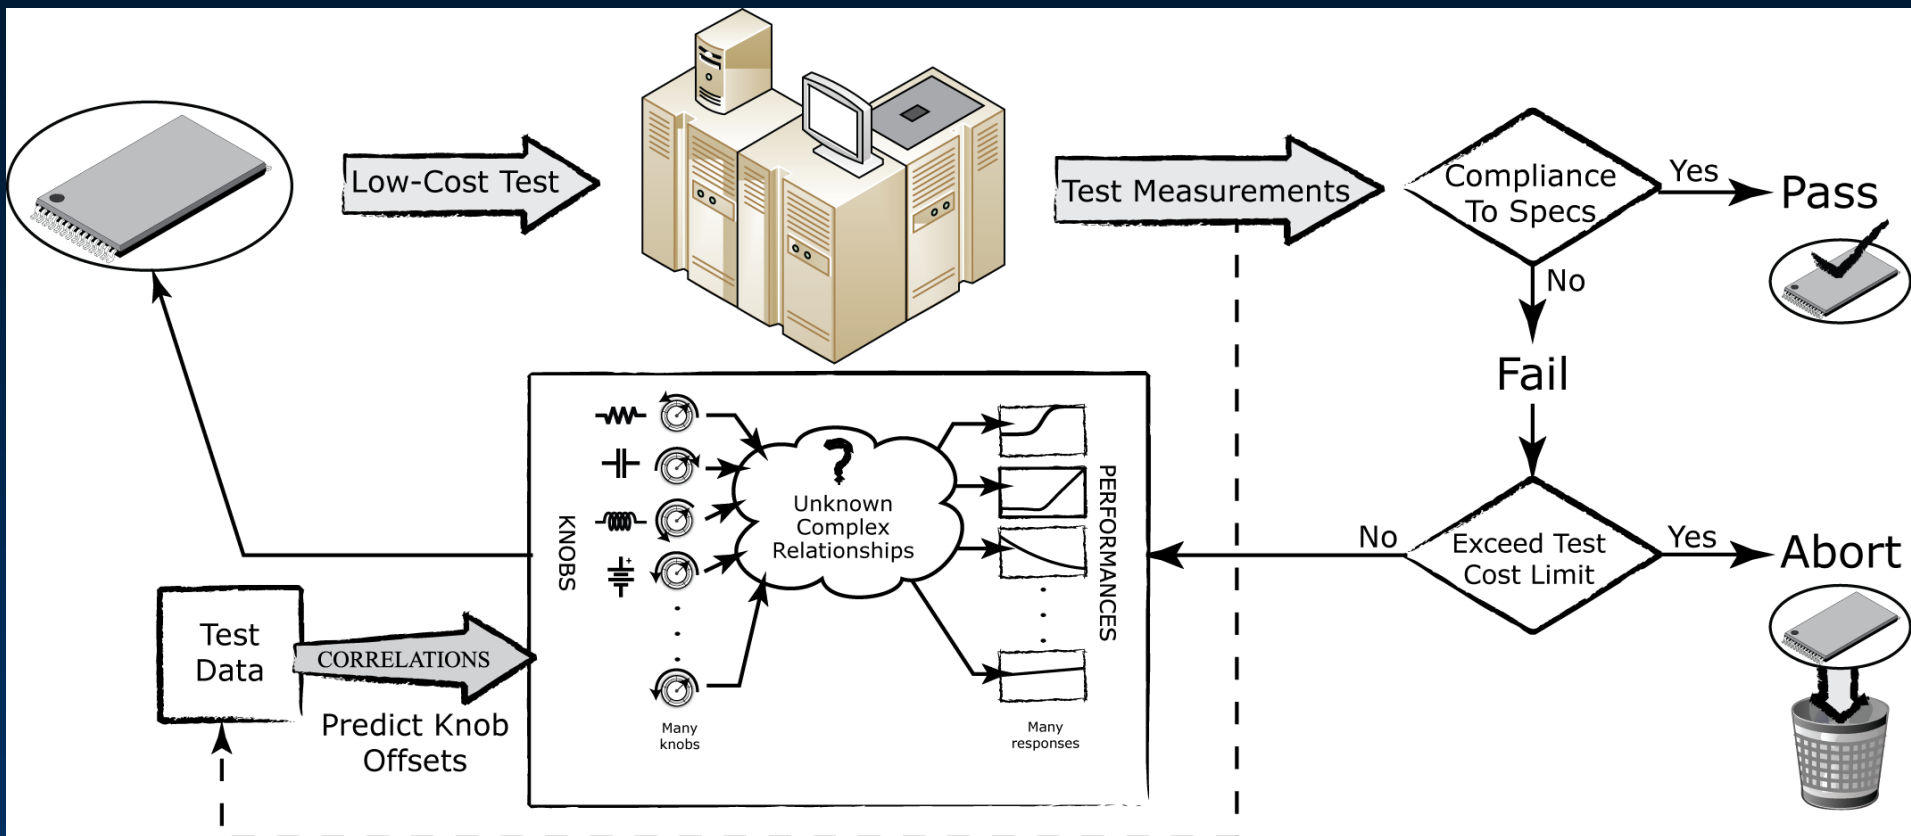 Low-Cost Test
Test Measurements
Compliance
To Specs
Yes
Pass
No
Fail
Exceed Test
Cost Limit
Yes
Abort
No
KNOBS
?
Unknown
Complex
Relationships
PERFORMANCES
Many
knobs
Many
responses
Test
Data
CORRELATIONS
Predict Knob
Offsets